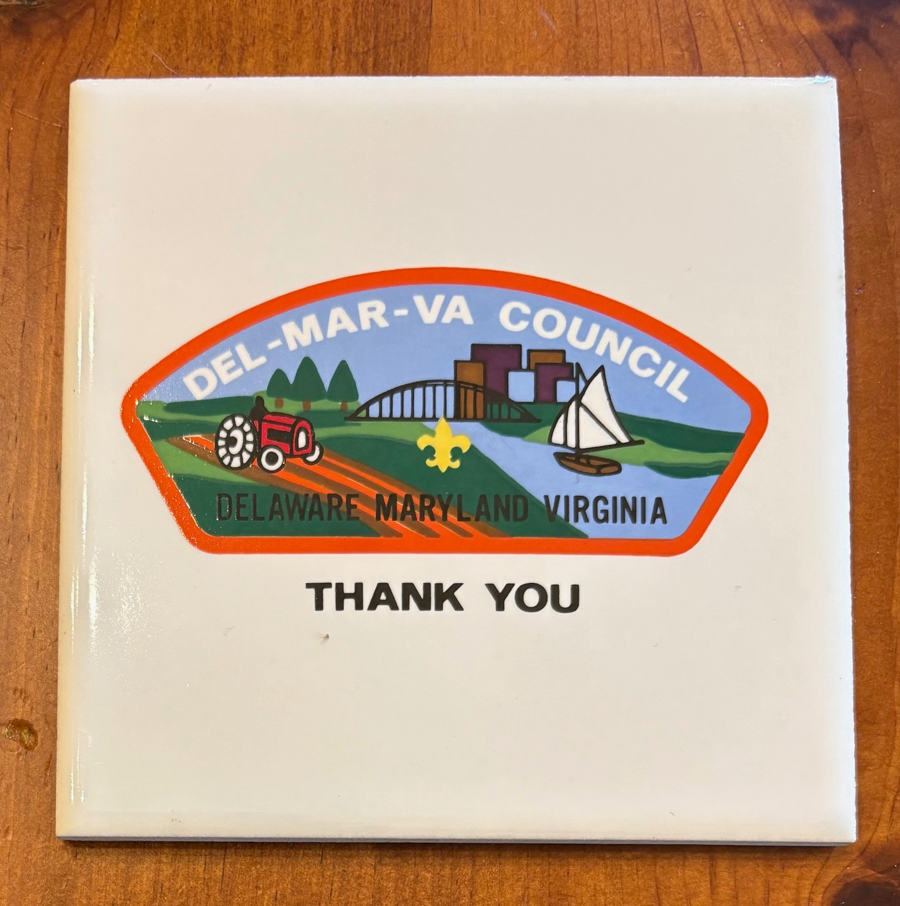 DEL-MAR-VA COUNCIL
DELAWARE MARYLAND VIRGINIA
THANK YOU